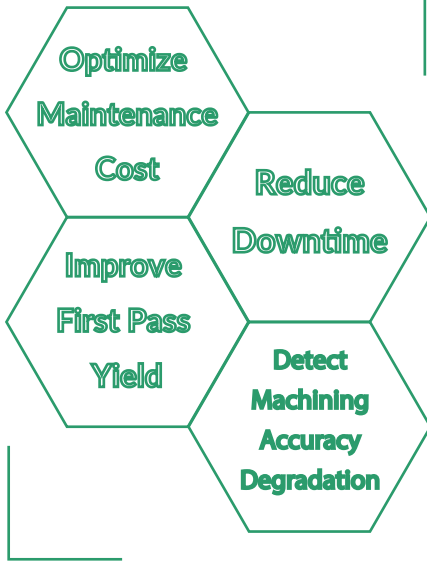 Optimize
Maintenance
Cost
Reduce
Downtime
Improve
First Pass
Yield
Detect
Machining
Accuracy
Degradation